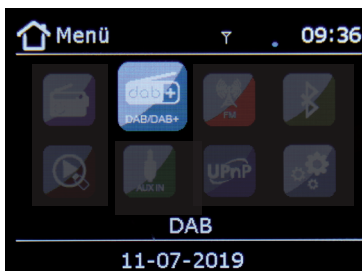 Menü 09:36
dab+
DAB/DAB+
FM
AUX IN
UPnP
DAB
11-07-2019